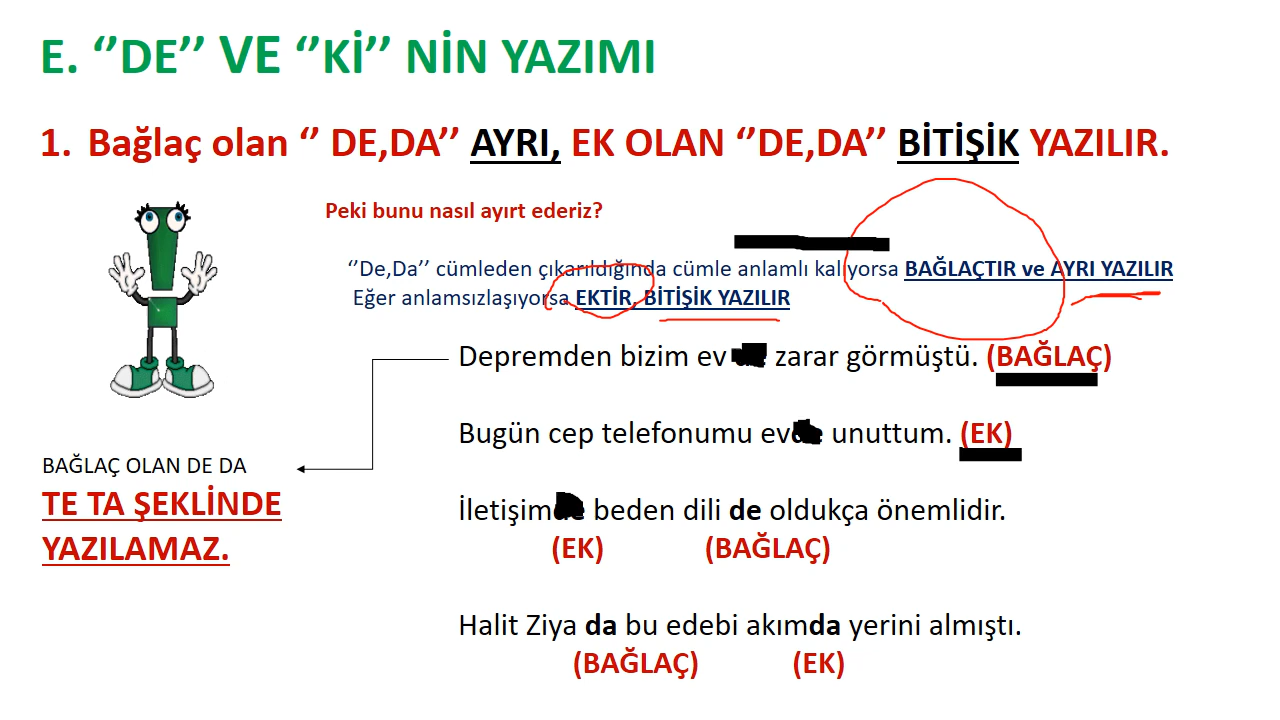 E. ‘’DE’’ VE ‘’Kİ’’ NİN YAZIMI
1. Bağlaç olan ‘’ DE,DA’’ AYRI, EK OLAN ‘’DE,DA’’ BİTİŞİK YAZILIR.
Peki bunu nasıl ayırt ederiz?
‘’De,Da’’ cümleden çıkarıldığında cümle anlamlı kalıyorsa BAĞLAÇTIR ve AYRI YAZILIR
Eğer anlamsızlaşıyorsa EKTİR, BİTİŞİK YAZILIR
Depremden bizim ev zarar görmüştü. (BAĞLAÇ)
Bugün cep telefonumu ev unuttum. (EK)
İletişim beden dili de oldukça önemlidir.
(EK) (BAĞLAÇ)
Halit Ziya da bu edebi akımda yerini almıştı.
(BAĞLAÇ) (EK)
BAĞLAÇ OLAN DE DA
TE TA ŞEKLİNDE
YAZILAMAZ.